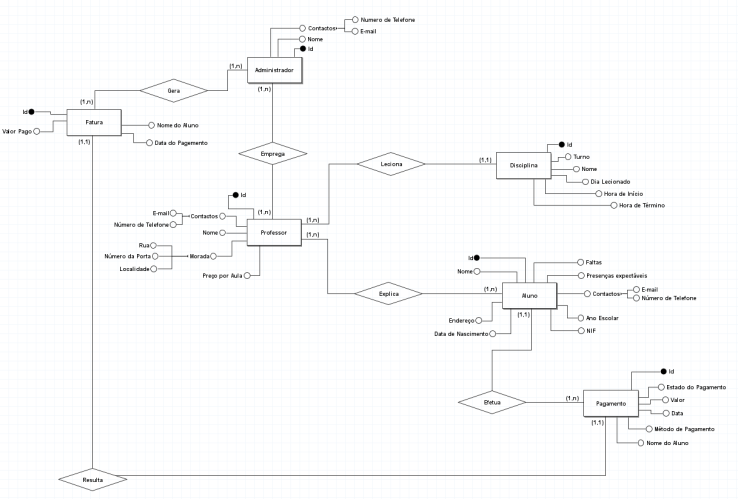 Numero de Telefone
Contactos
E-mail
Nome
Id
(1,n)
Administrador
(1,n)
Gera
(1,n)
Id
Fatura
Valor Pago
Nome do Aluno
(1,1)
Data do Pagamento
Emprega
Leciona
(1,1)
Disciplina
Id
Turno
Nome
Dia Lecionado
Hora de Início
Hora de Término
Id
(1,n)
E-mail
Contactos
Número de Telefone
Nome
Professor
(1,n)
(1,n)
Rua
Número da Porta
Morada
Localidade
Preço por Aula
Explica
(1,n)
Id
Nome
Aluno
Faltas
Presenças expectáveis
Contactos
E-mail
Número de Telefone
Endereço
(1,1)
Ano Escolar
Data de Nascimento
NIF
Efetua
(1,n)
Pagamento
Id
Estado do Pagamento
Valor
Data
(1,1)
Método de Pagamento
Nome do Aluno
Resulta